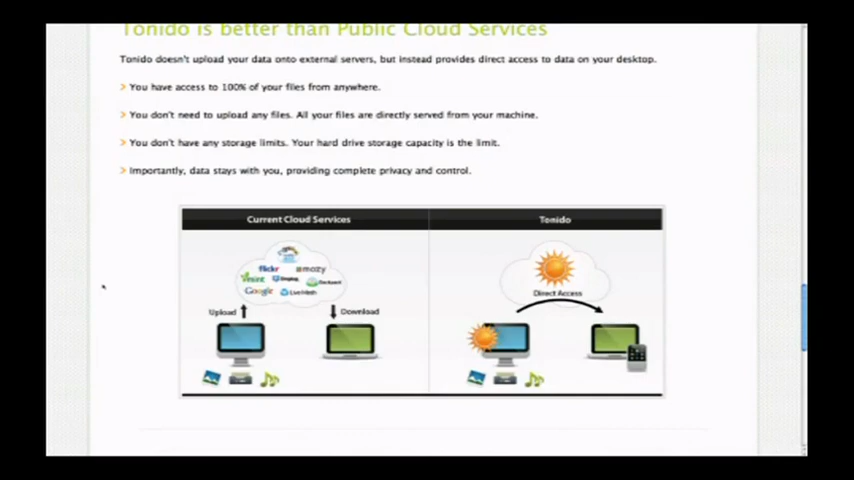 Tonido is better than Public Cloud Services
Tonido doesn't upload your data onto external servers, but instead provides direct access to data on your desktop.
> You have access to 100% of your files from anywhere.
> You don't need to upload any files. All your files are directly served from your machine.
> You don't have any storage limits. Your hard drive storage capacity is the limit.
> Importantly, data stays with you, providing complete privacy and control.
Current Cloud Services
Tonido
flickr
mozy
mint
Google
Upload
Download
Direct Access